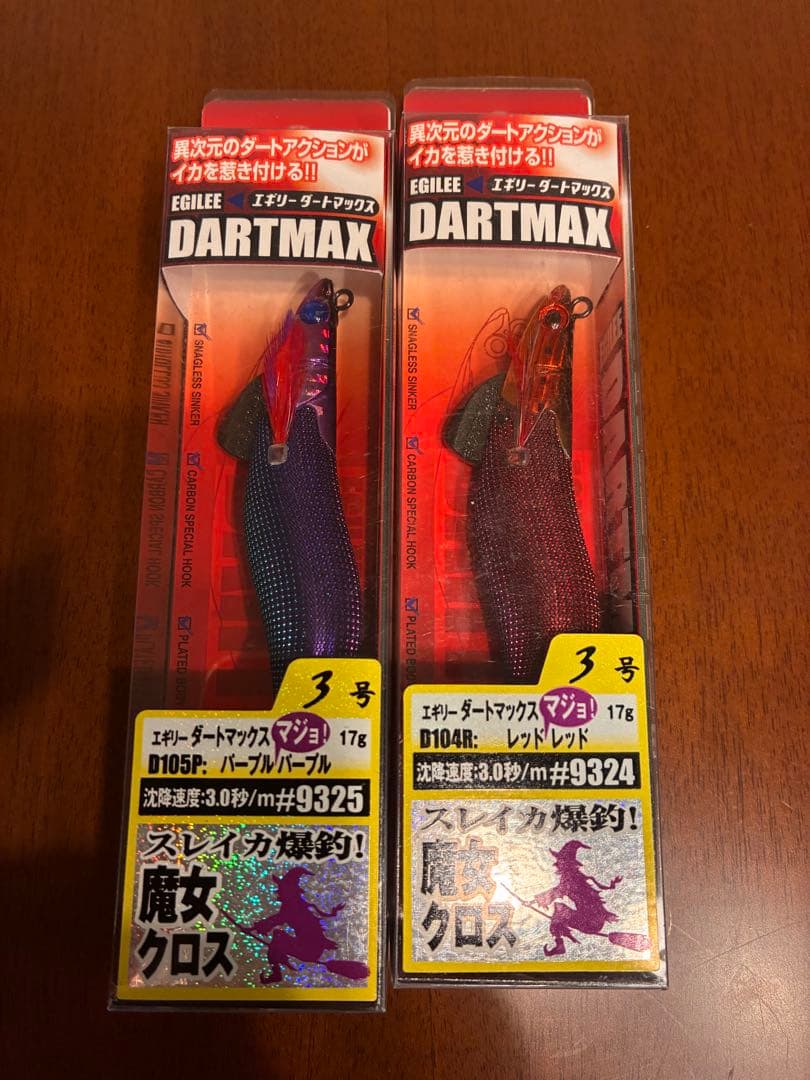 異次元のダートアクションが
イカを惹き付ける!!
EGILEE エギリー ダートマックス
DARTMAX
SNAGLESS SINKER
CARBON SPECIAL HOOK
PLATED BODY
3号
エギリー ダートマックス マジョ! 17g
D105P: パープル パープル
沈降速度:3.0秒/m #9325
スレイカ爆釣!
魔女
クロス
異次元のダートアクションが
イカを惹き付ける!!
EGILEE エギリー ダートマックス
DARTMAX
SNAGLESS SINKER
CARBON SPECIAL HOOK
PLATED
3号
エギリー ダートマックス マジョ! 17g
D104R: レッド レッド
沈降速度:3.0秒/m #9324
スレイカ爆釣!
魔女
クロス